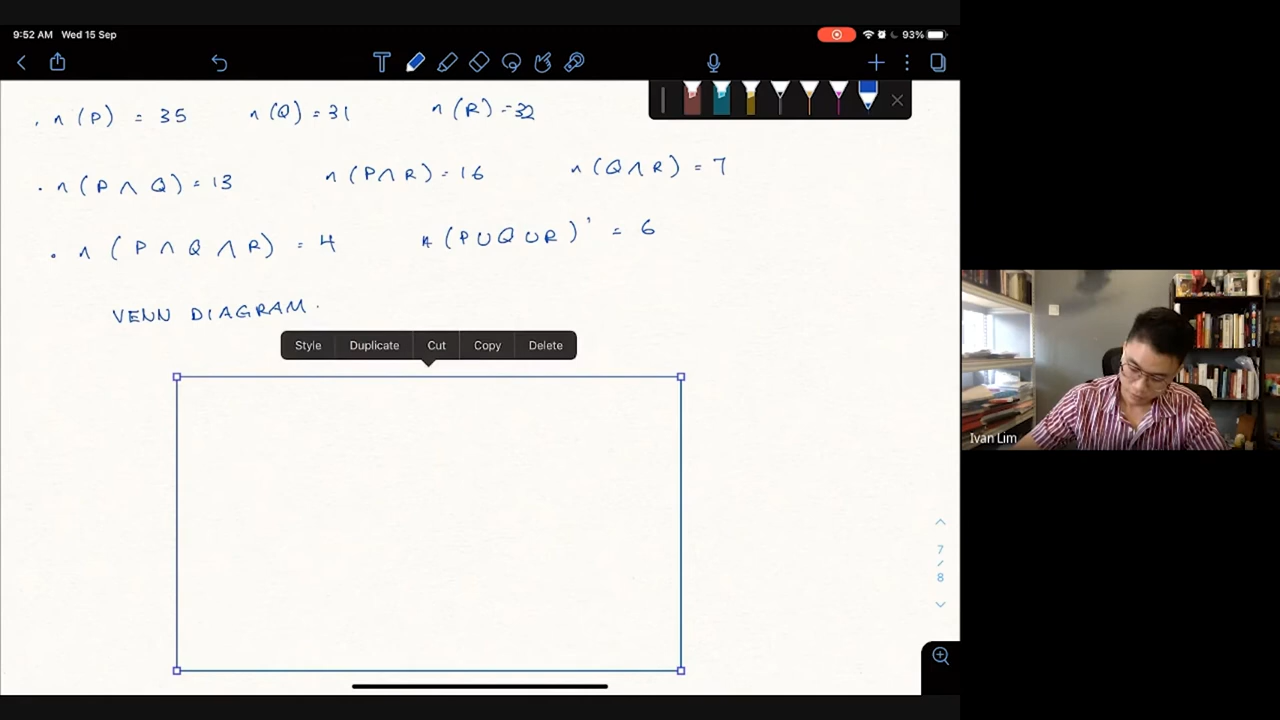 9:52 AM Wed 15 Sep 93%
. n (P) = 35 n (Q) = 31 n (R) = 32
. n (P ∩ Q) = 13 n (P ∩ R) = 16 n (Q ∩ R) = 7
. n (P ∩ Q ∩ R) = 4 n (P ∪ Q ∪ R)' = 6
VENN DIAGRAM.
Style Duplicate Cut Copy Delete
Ivan Lim
7
/
8